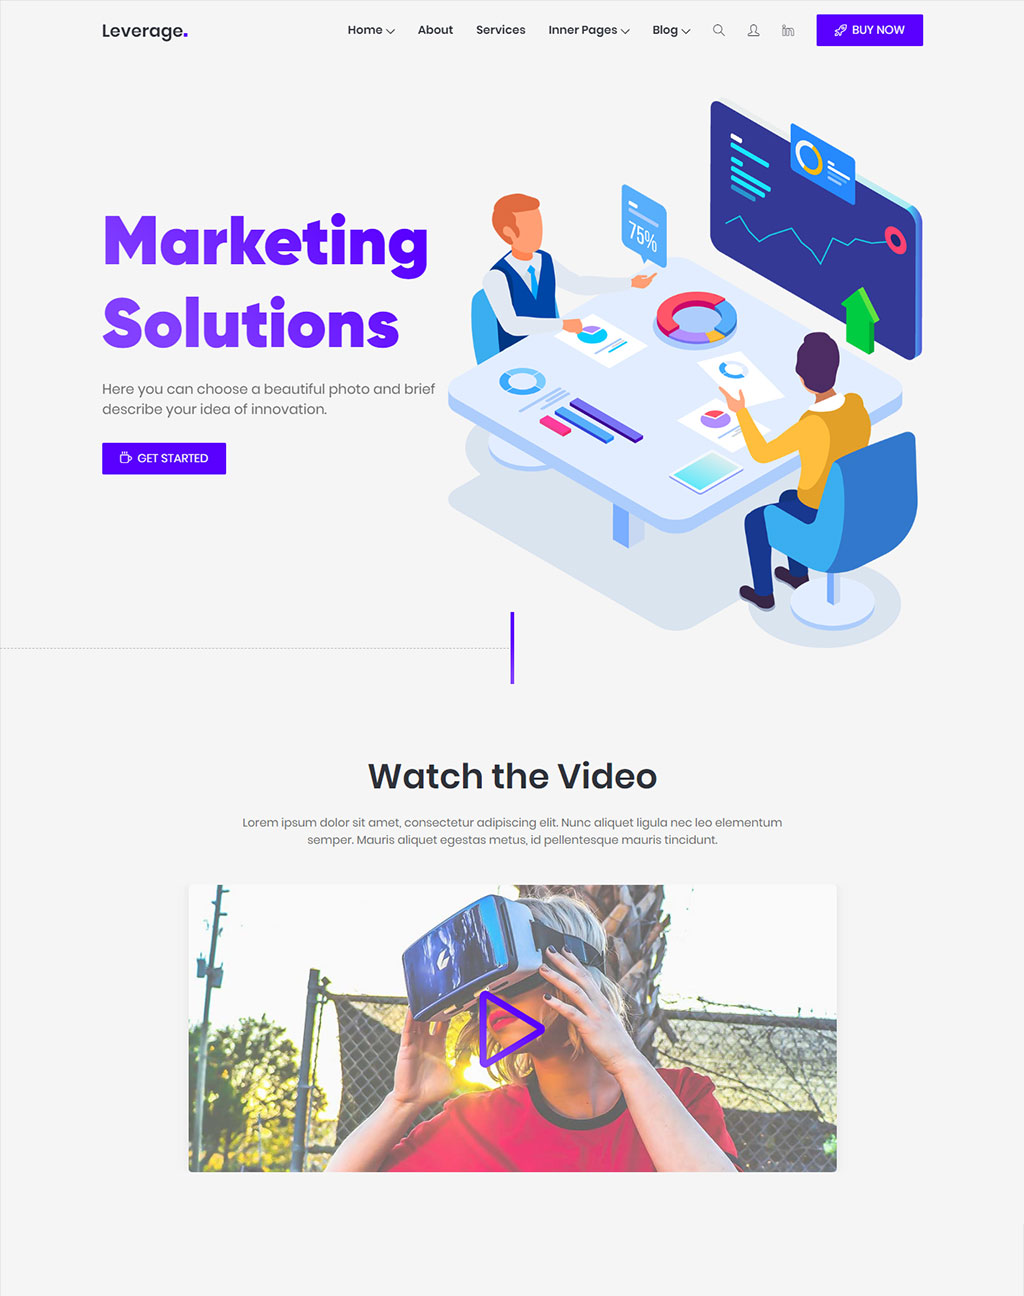 Leverage.
Home
About
Services
Inner Pages
Blog
BUY NOW
75%
Marketing
Solutions
Here you can choose a beautiful photo and brief
describe your idea of innovation.
GET STARTED
Watch the Video
Lorem ipsum dolor sit amet, consectetur adipiscing elit. Nunc aliquet ligula nec leo elementum
semper. Mauris aliquet egestas metus, id pellentesque mauris tincidunt.